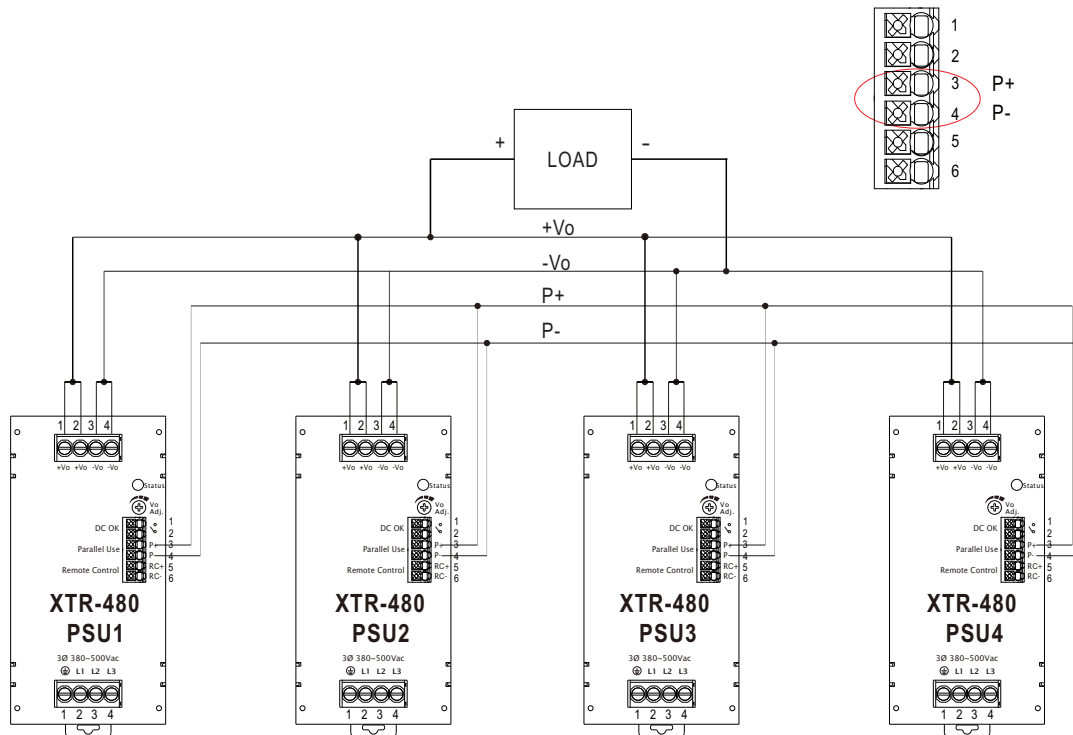 1
2
3 P+
4 P-
5
6
+ LOAD -
+Vo
-Vo
P+
P-
1 2 3 4
+Vo +Vo -Vo -Vo
Status
Vo
Adj.
DC OK
1
2
Parallel Use
P+ 3
P- 4
Remote Control
RC+ 5
RC- 6
XTR-480
PSU1
3Ø 380~500Vac
L1 L2 L3
1 2 3 4
1 2 3 4
+Vo +Vo -Vo -Vo
Status
Vo
Adj.
DC OK
1
2
Parallel Use
P+ 3
P- 4
Remote Control
RC+ 5
RC- 6
XTR-480
PSU2
3Ø 380~500Vac
L1 L2 L3
1 2 3 4
1 2 3 4
+Vo +Vo -Vo -Vo
Status
Vo
Adj.
DC OK
1
2
Parallel Use
P+ 3
P- 4
Remote Control
RC+ 5
RC- 6
XTR-480
PSU3
3Ø 380~500Vac
L1 L2 L3
1 2 3 4
1 2 3 4
+Vo +Vo -Vo -Vo
Status
Vo
Adj.
DC OK
1
2
Parallel Use
P+ 3
P- 4
Remote Control
RC+ 5
RC- 6
XTR-480
PSU4
3Ø 380~500Vac
L1 L2 L3
1 2 3 4